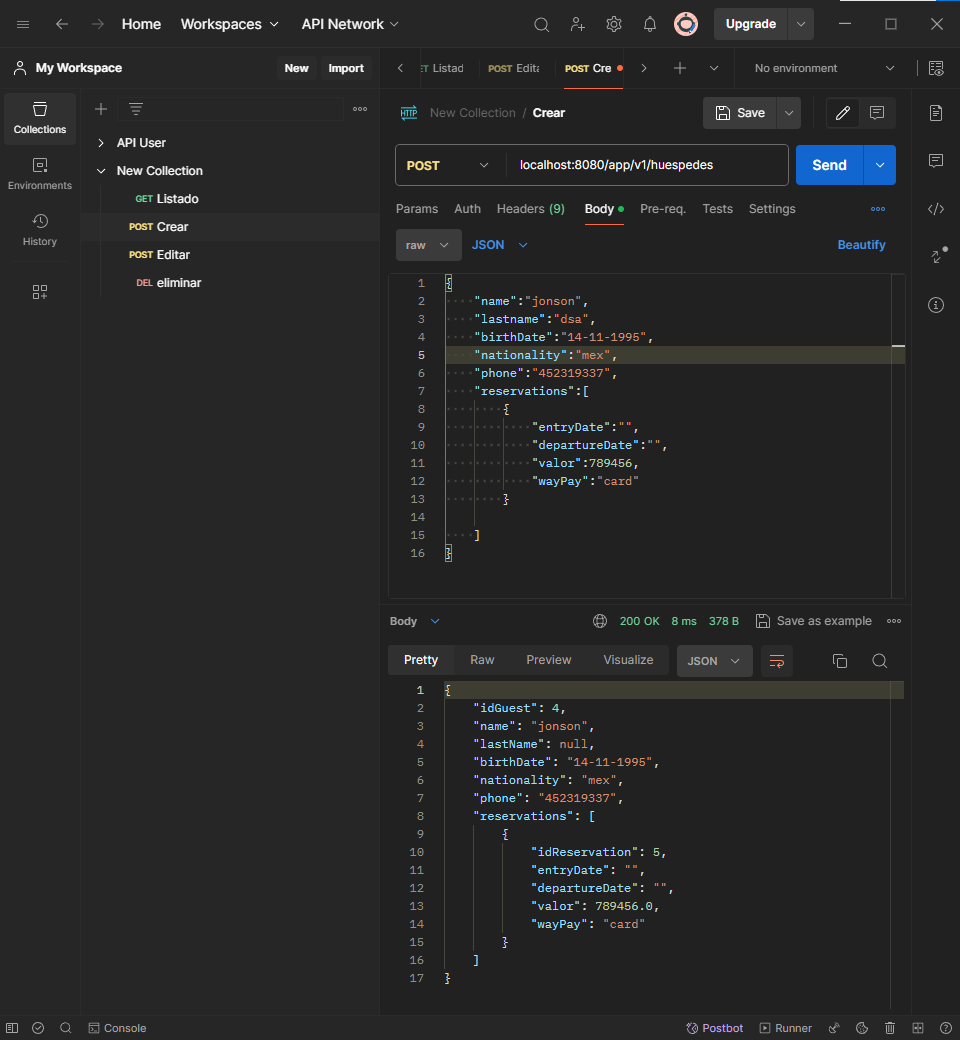 Home Workspaces API Network Upgrade
My Workspace New Import ET Listad POST Edita POST Cre No environment
Collections
Environments
History
API User
New Collection
GET Listado
POST Crear
POST Editar
DEL eliminar
HTTP New Collection / Crear Save
POST localhost:8080/app/v1/huespedes Send
Params Auth Headers (9) Body Pre-req. Tests Settings
raw JSON Beautify
1 {
2 "name":"jonson",
3 "lastname":"dsa",
4 "birthDate":"14-11-1995",
5 "nationality":"mex",
6 "phone":"452319337",
7 "reservations":[
8 {
9 "entryDate":"",
10 "departureDate":"",
11 "valor":789456,
12 "wayPay":"card"
13 }
14
15 ]
16 }
Body 200 OK 8 ms 378 B Save as example
Pretty Raw Preview Visualize JSON
1 {
2 "idGuest": 4,
3 "name": "jonson",
4 "lastName": null,
5 "birthDate": "14-11-1995",
6 "nationality": "mex",
7 "phone": "452319337",
8 "reservations": [
9 {
10 "idReservation": 5,
11 "entryDate": "",
12 "departureDate": "",
13 "valor": 789456.0,
14 "wayPay": "card"
15 }
16 ]
17 }
Console Postbot Runner